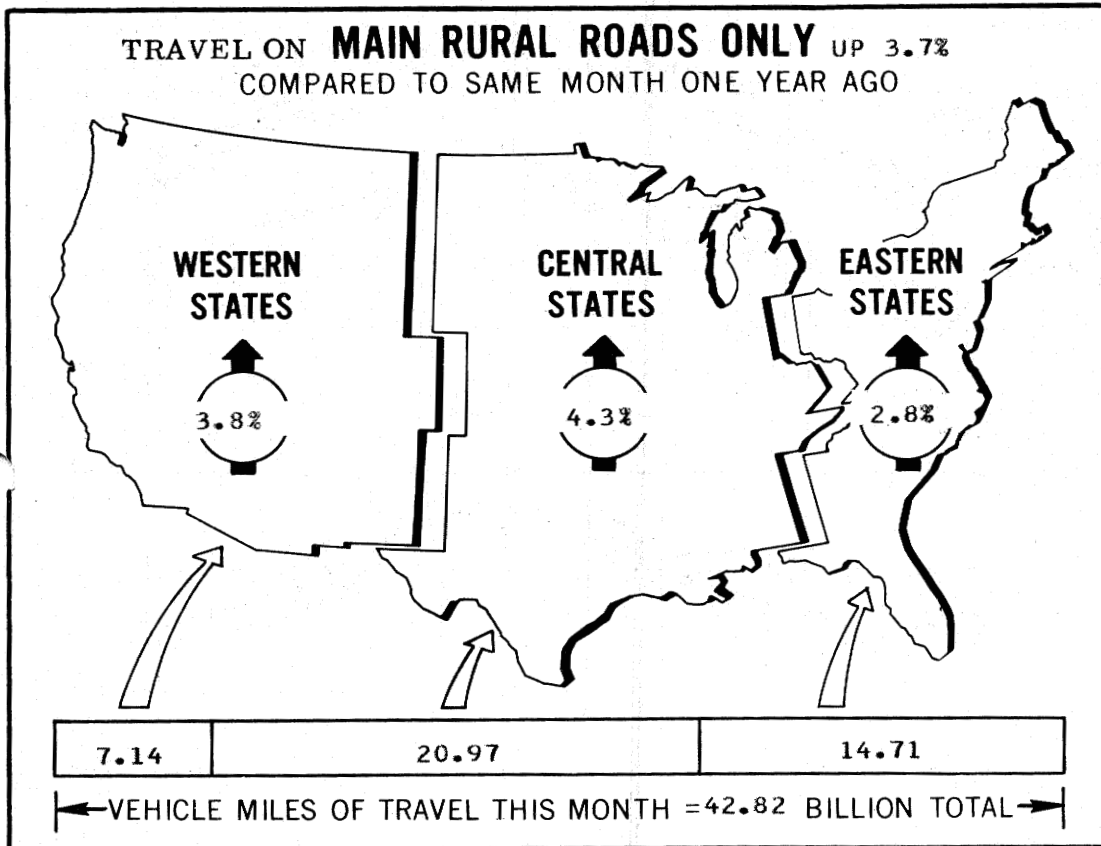 TRAVEL ON MAIN RURAL ROADS ONLY UP 3.7%
COMPARED TO SAME MONTH ONE YEAR AGO
WESTERN
STATES
3.8%
CENTRAL
STATES
4.3%
EASTERN
STATES
2.8%
7.14 20.97 14.71
VEHICLE MILES OF TRAVEL THIS MONTH =42.82 BILLION TOTAL